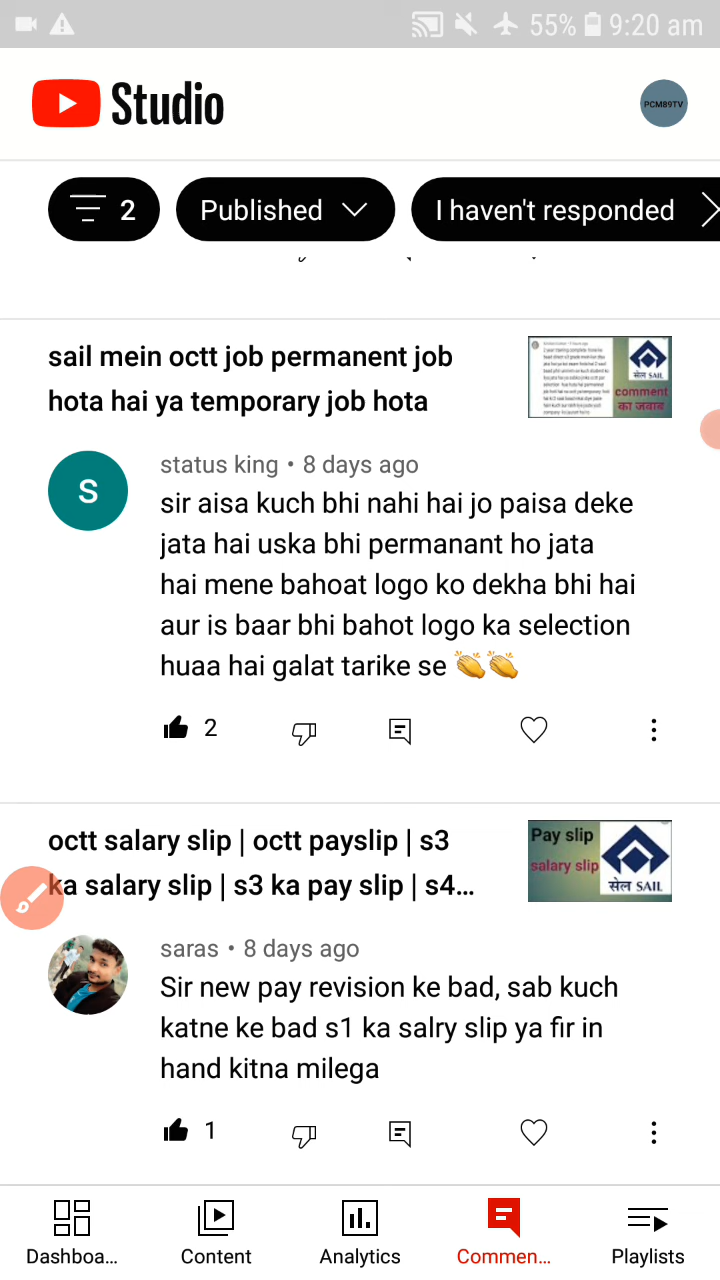 55% 9:20 am
Studio
PCM89TV
2 Published I haven't responded
sail mein octt job permanent job
hota hai ya temporary job hota
सेल SAIL
comment
का जवाब
status king • 8 days ago
S
sir aisa kuch bhi nahi hai jo paisa deke
jata hai uska bhi permanant ho jata
hai mene bahoat logo ko dekha bhi hai
aur is baar bhi bahot logo ka selection
huaa hai galat tarike se 👏👏
2
octt salary slip | octt payslip | s3
ka salary slip | s3 ka pay slip | s4...
Pay slip
salary slip
सेल SAIL
saras • 8 days ago
Sir new pay revision ke bad, sab kuch
katne ke bad s1 ka salry slip ya fir in
hand kitna milega
1
Dashboa... Content Analytics Commen... Playlists